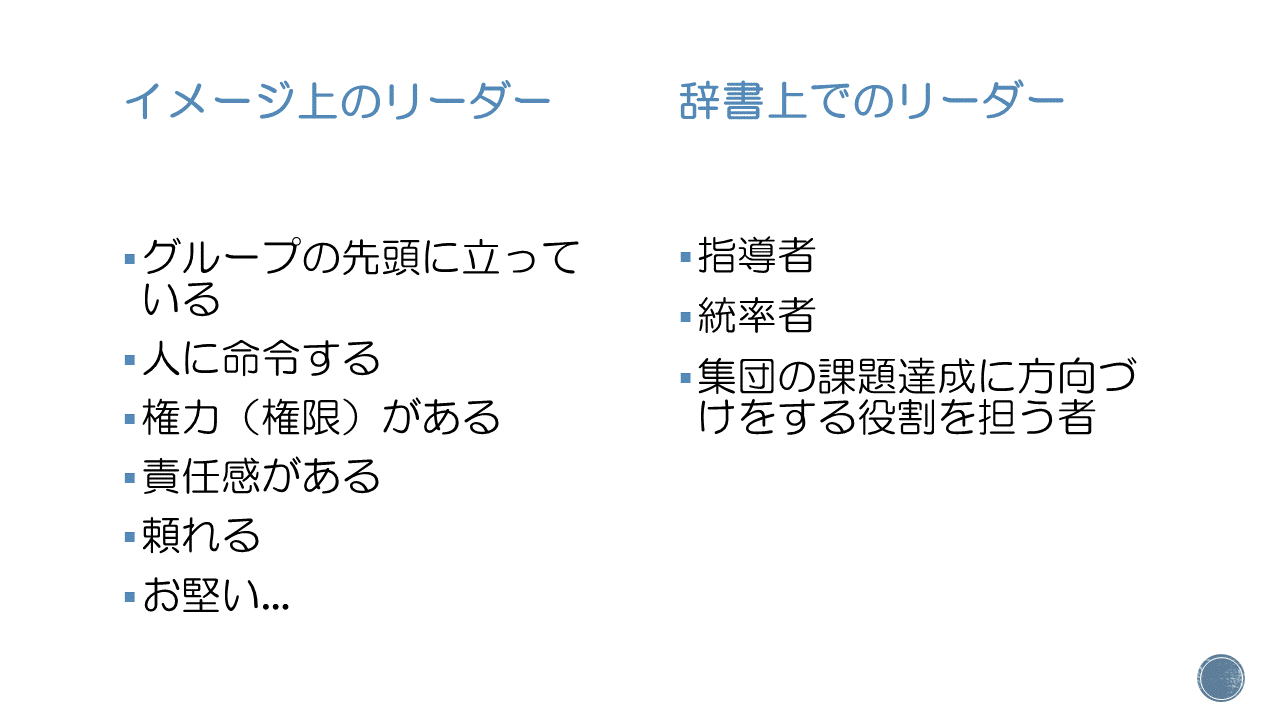 イメージ上のリーダー
▪グループの先頭に立って
いる
▪人に命令する
▪権力（権限）がある
▪責任感がある
▪頼れる
▪お堅い…
辞書上でのリーダー
▪指導者
▪統率者
▪集団の課題達成に方向づ
けをする役割を担う者